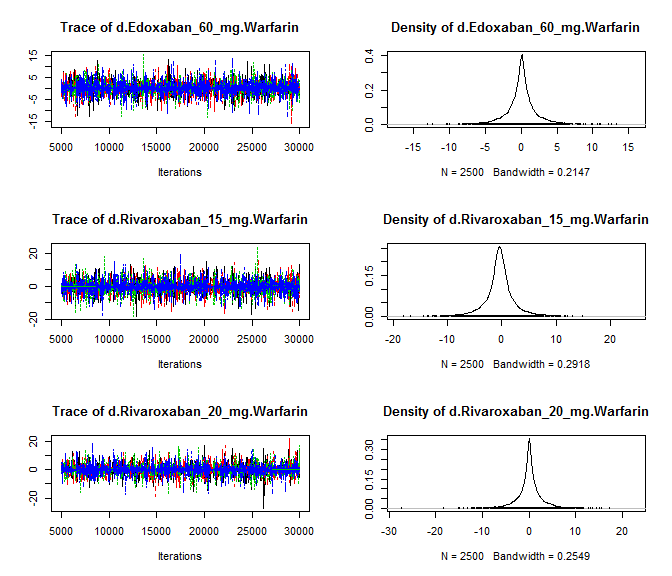 Trace of d.Edoxaban_60_mg.Warfarin
15
5
-5
-15
5000 10000 15000 20000 25000 30000
Iterations
Density of d.Edoxaban_60_mg.Warfarin
0.4
0.2
0.0
-15 -10 -5 0 5 10 15
N = 2500 Bandwidth = 0.2147
Trace of d.Rivaroxaban_15_mg.Warfarin
20
0
-20
5000 10000 15000 20000 25000 30000
Iterations
Density of d.Rivaroxaban_15_mg.Warfarin
0.15
0.00
-20 -10 0 10 20
N = 2500 Bandwidth = 0.2918
Trace of d.Rivaroxaban_20_mg.Warfarin
20
0
-20
5000 10000 15000 20000 25000 30000
Iterations
Density of d.Rivaroxaban_20_mg.Warfarin
0.30
0.15
0.00
-30 -20 -10 0 10 20
N = 2500 Bandwidth = 0.2549